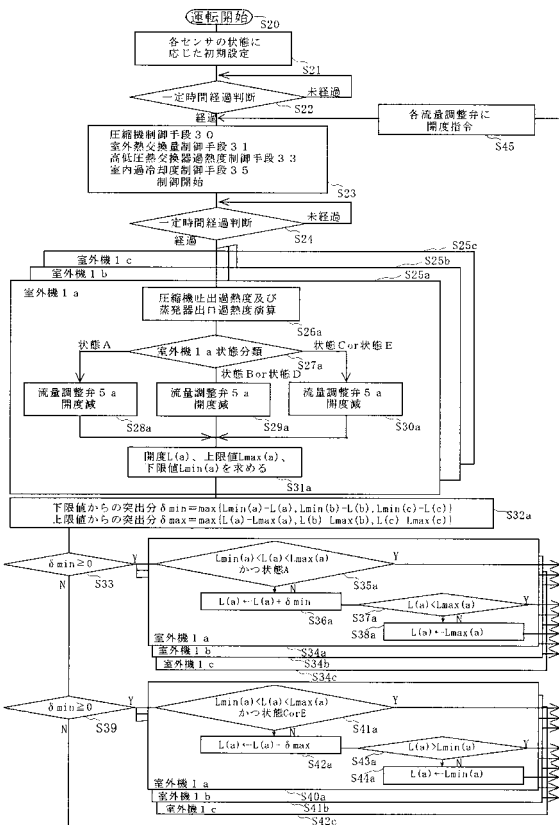 運転開始
S20
各センサの状態に
応じた初期設定
S21
一定時間経過判断
未経過
S22
経過
各流量調整弁に
開度指令
S45
圧縮機制御手段30
室外熱交換量制御手段31
高低圧熱交換器過熱度制御手段33
室内過冷却度制御手段35
制御開始
S23
一定時間経過判断
未経過
S24
経過
S25c
室外機1c
S25b
室外機1b
S25a
室外機1a
圧縮機吐出過熱度及び
蒸発器出口過熱度演算
S26a
状態A
室外機1a状態分類
状態Cor状態E
S27a
状態Bor状態D
流量調整弁5a
開度減
S28a
流量調整弁5a
開度減
S29a
流量調整弁5a
開度減
S30a
開度L(a)、上限値Lmax(a)、
下限値Lmin(a)を求める
S31a
下限値からの突出分δmin=max{Lmin(a)-L(a),Lmin(b)-L(b),Lmin(c)-L(c)}
上限値からの突出分δmax=max{L(a)-Lmax(a),L(b)-Lmax(b),L(c)-Lmax(c)}
S32a
δmin≧0
Y
S33
N
Lmin(a)<L(a)<Lmax(a)
かつ状態A
Y
S35a
N
L(a)←L(a)+δmin
S36a
L(a)<Lmax(a)
Y
S37a
N
L(a)←Lmax(a)
S38a
室外機1a
S34a
室外機1b
S34b
室外機1c
S34c
δmin≧0
Y
S39
N
Lmin(a)<L(a)<Lmax(a)
かつ状態CorE
Y
S41a
N
L(a)←L(a)-δmax
S42a
L(a)>Lmin(a)
Y
S43a
N
L(a)←Lmin(a)
S44a
室外機1a
S40a
室外機1b
S41b
室外機1c
S42c